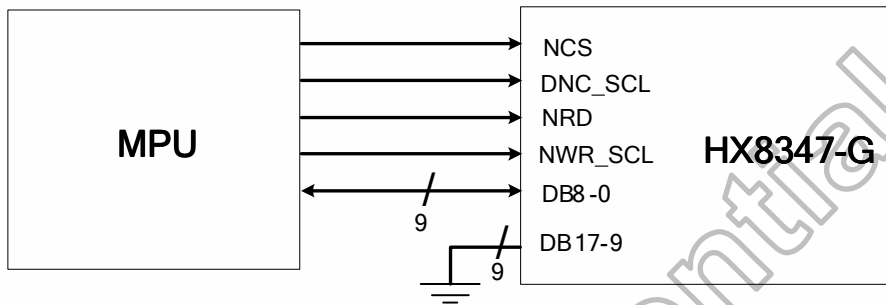 NCS
DNC_SCL
NRD
MPU
NWR_SCL
HX8347-G
DB8-0
9
DB17-9
9